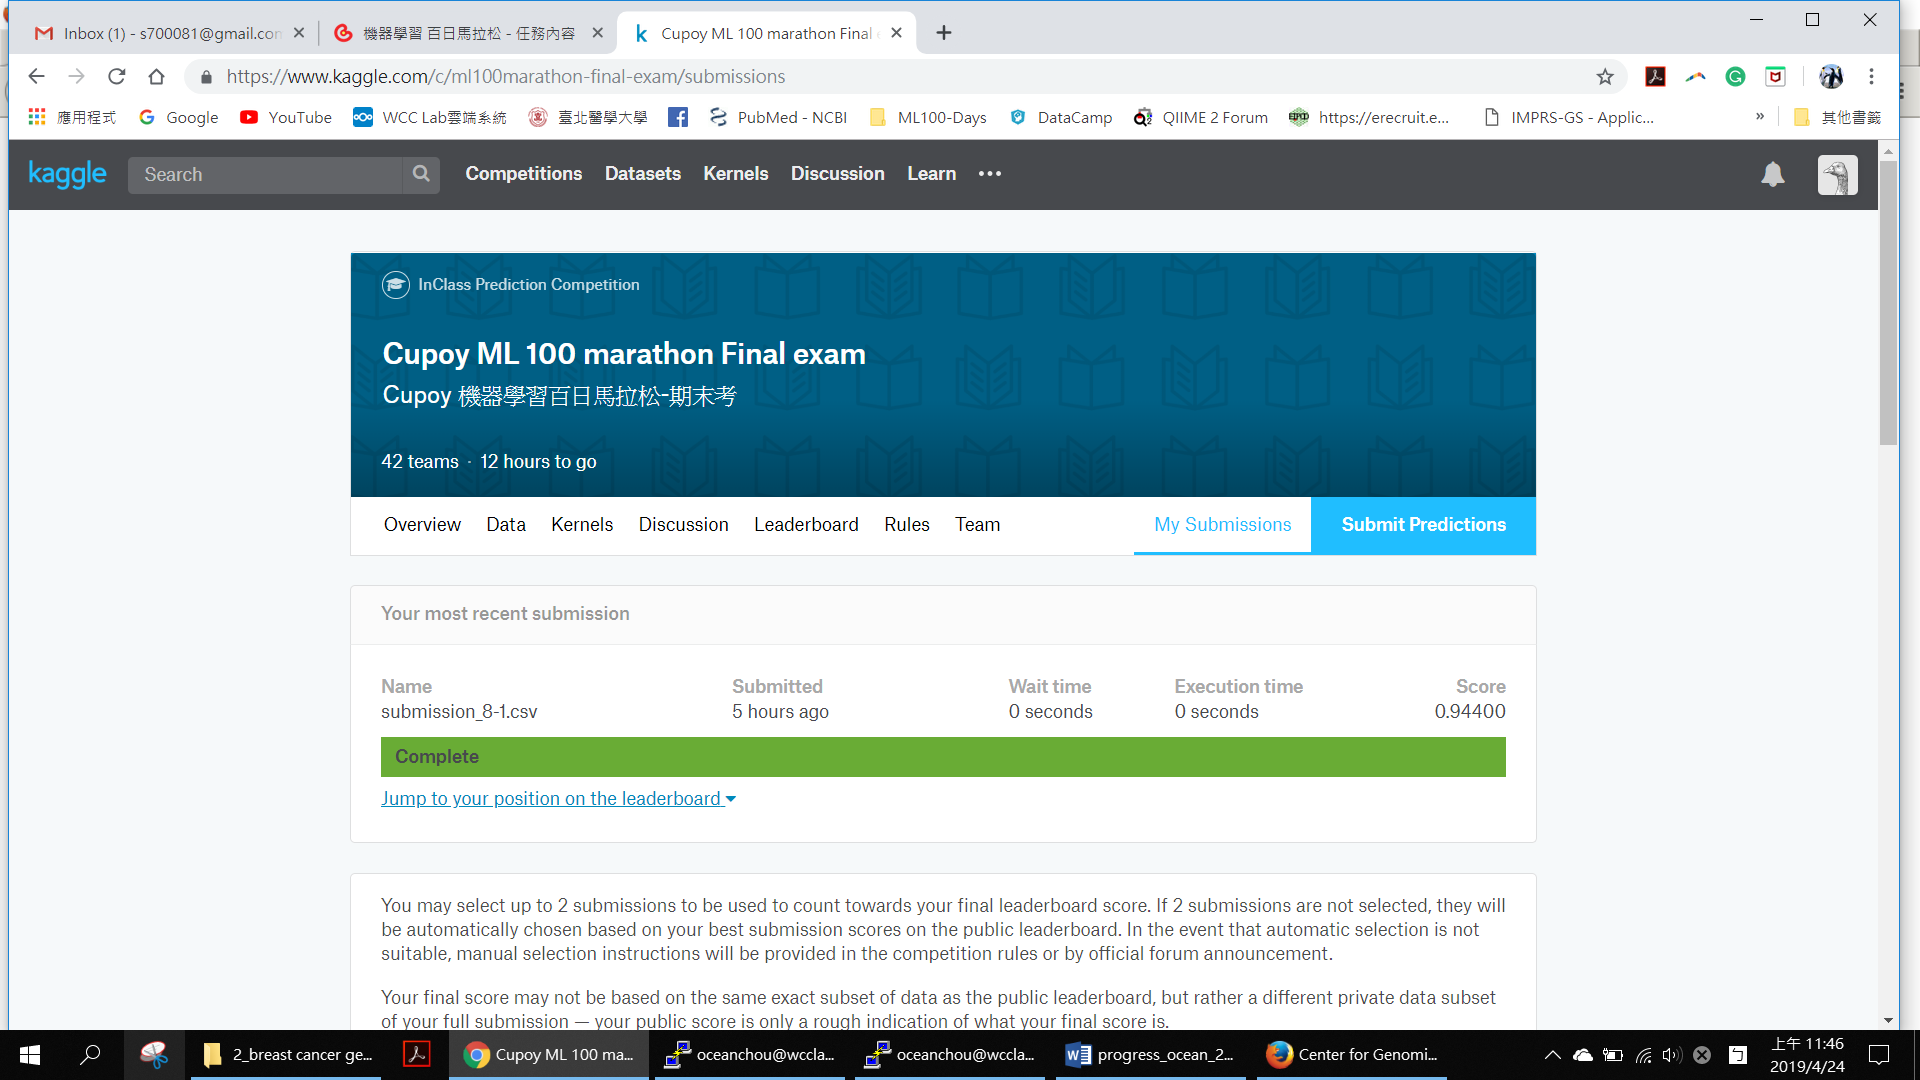 Inbox (1) - s700081@gmail.com
機器學習 百日馬拉松 - 任務內容
Cupoy ML 100 marathon Final
https://www.kaggle.com/c/ml100marathon-final-exam/submissions
應用程式
Google
YouTube
WCC Lab雲端系統
臺北醫學大學
PubMed - NCBI
ML100-Days
DataCamp
QIIME 2 Forum
https://erecruit.e...
IMPRS-GS - Applic...
»
其他書籤
kaggle
Search
Competitions
Datasets
Kernels
Discussion
Learn
InClass Prediction Competition
Cupoy ML 100 marathon Final exam
Cupoy 機器學習百日馬拉松-期末考
42 teams · 12 hours to go
Overview
Data
Kernels
Discussion
Leaderboard
Rules
Team
My Submissions
Submit Predictions
Your most recent submission
Name
Submitted
Wait time
Execution time
Score
submission_8-1.csv
5 hours ago
0 seconds
0 seconds
0.94400
Complete
Jump to your position on the leaderboard
You may select up to 2 submissions to be used to count towards your final leaderboard score. If 2 submissions are not selected, they will
be automatically chosen based on your best submission scores on the public leaderboard. In the event that automatic selection is not
suitable, manual selection instructions will be provided in the competition rules or by official forum announcement.
Your final score may not be based on the same exact subset of data as the public leaderboard, but rather a different private data subset
of your full submission — your public score is only a rough indication of what your final score is.
2_breast cancer ge...
Cupoy ML 100 ma...
oceanchou@wccla...
oceanchou@wccla...
progress_ocean_2...
Center for Genomi...
上午 11:46
2019/4/24